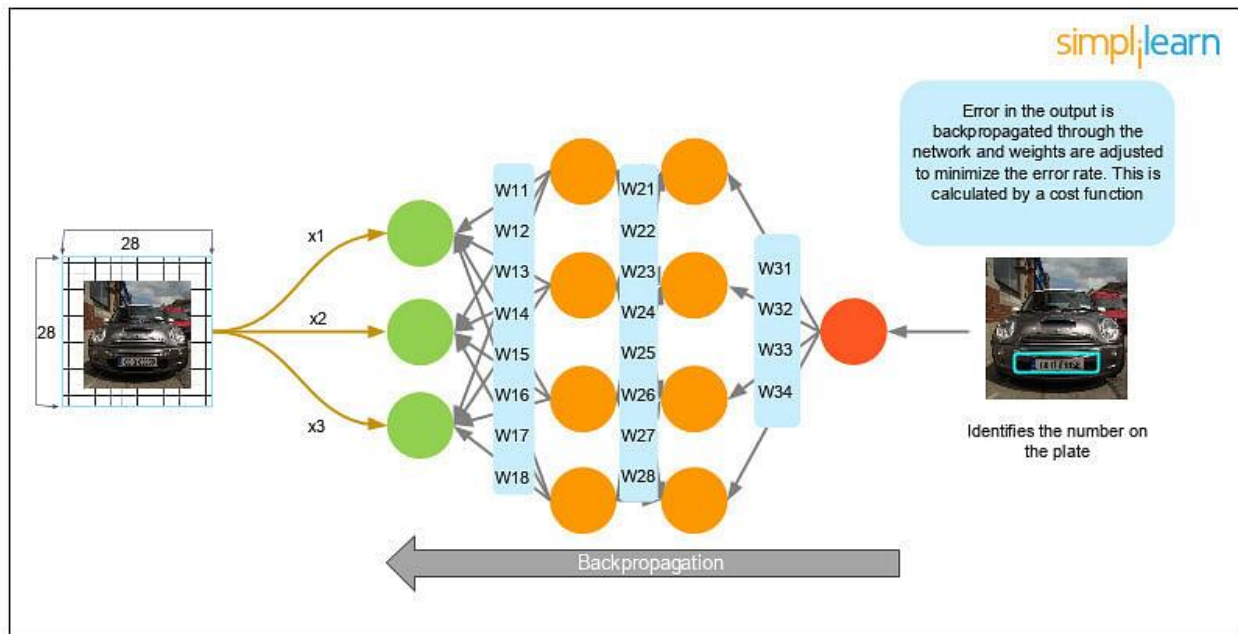 simplilearn
Error in the output is
backpropagated through the
network and weights are adjusted
to minimize the error rate. This is
calculated by a cost function
28
28
x1
x2
x3
W11
W12
W13
W14
W15
W16
W17
W18
W21
W22
W23
W24
W25
W26
W27
W28
W31
W32
W33
W34
Identifies the number on
the plate
Backpropagation